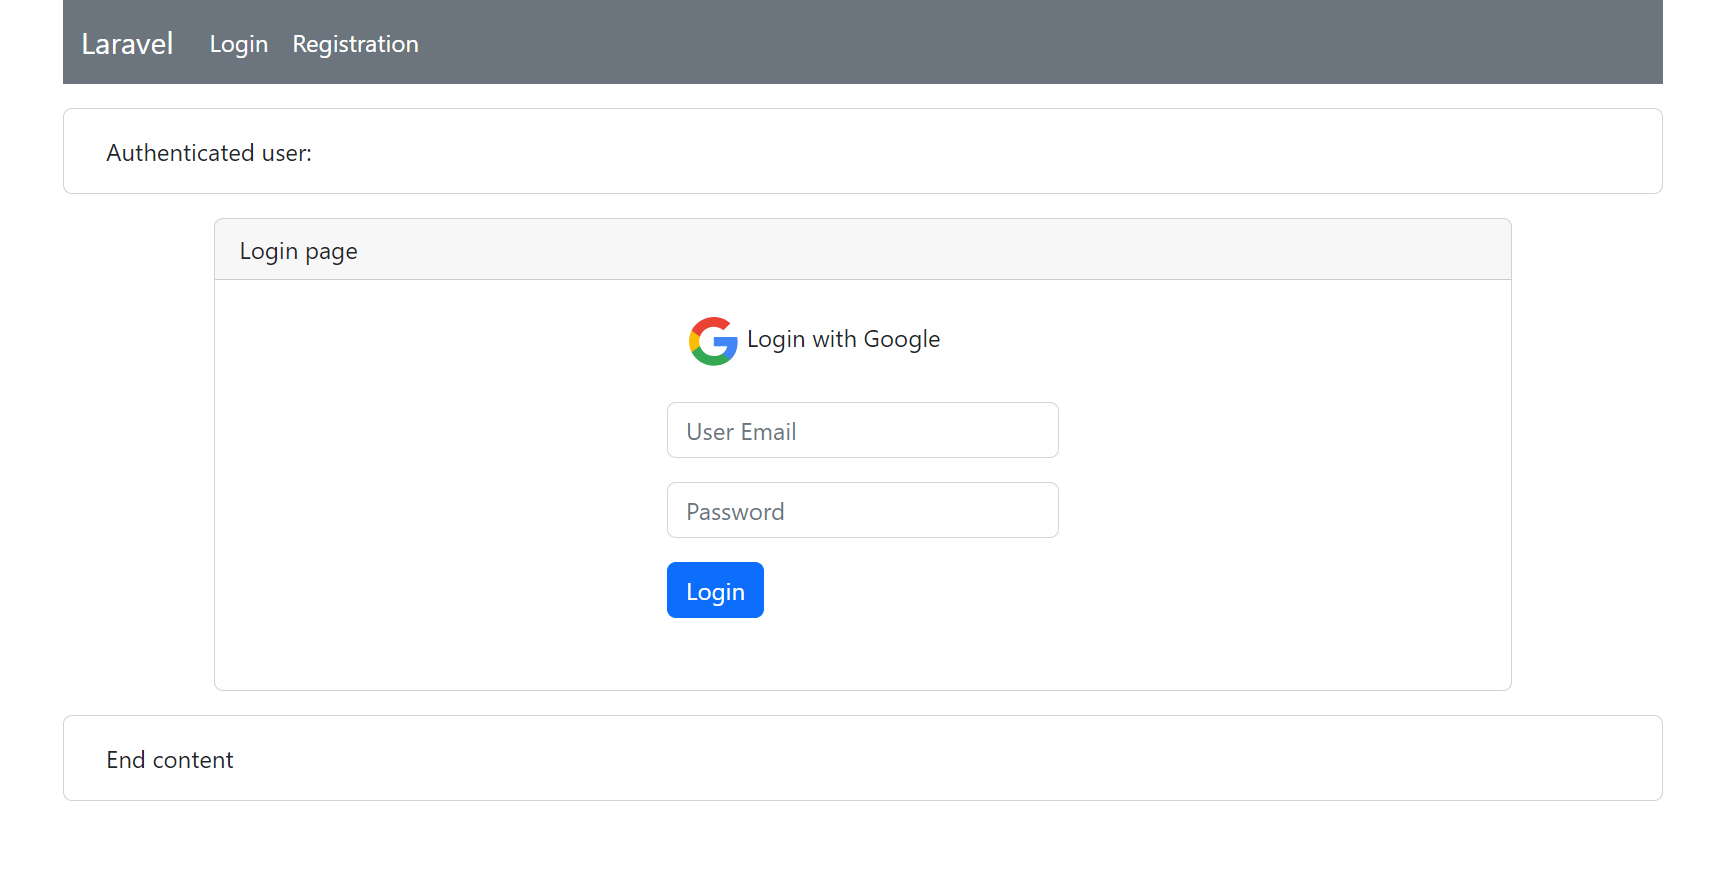 Laravel Login Registration
Authenticated user:
Login page
Login with Google
User Email
Password
Login
End content